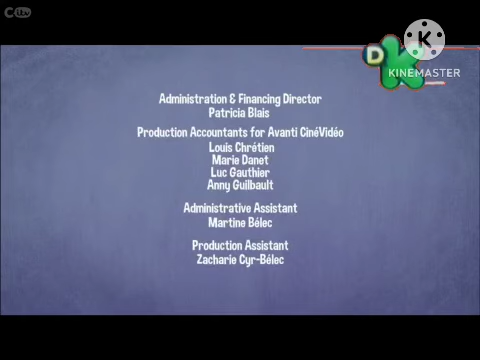 Citv
D K
K
KINEMASTER
Administration & Financing Director
Patricia Blais
Production Accountants for Avanti CinéVidéo
Louis Chrétien
Marie Danet
Luc Gauthier
Anny Guilbault
Administrative Assistant
Martine Bélec
Production Assistant
Zacharie Cyr-Bélec